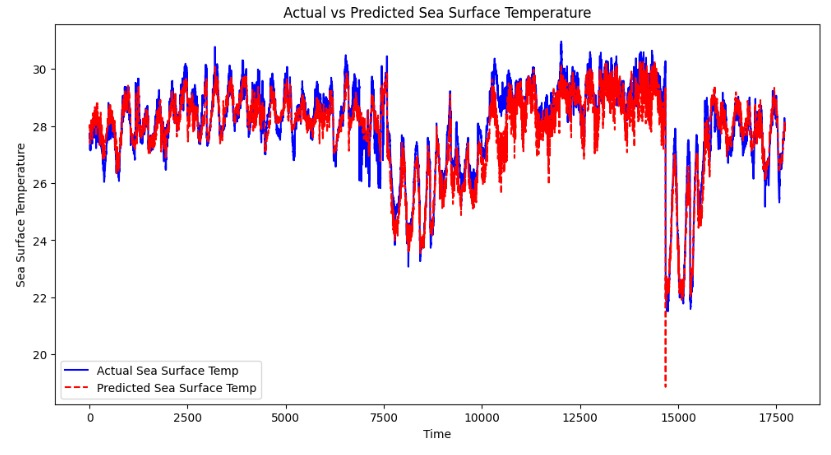 Actual vs Predicted Sea Surface Temperature
30
28
26
24
22
20
Sea Surface Temperature
Actual Sea Surface Temp
Predicted Sea Surface Temp
0 2500 5000 7500 10000 12500 15000 17500
Time